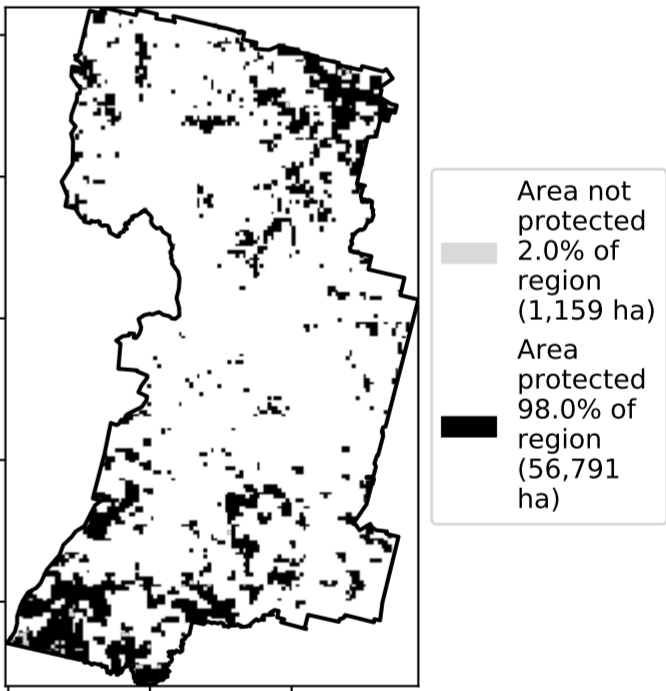 Area not
protected
2.0% of
region
(1,159 ha)
Area
protected
98.0% of
region
(56,791
ha)